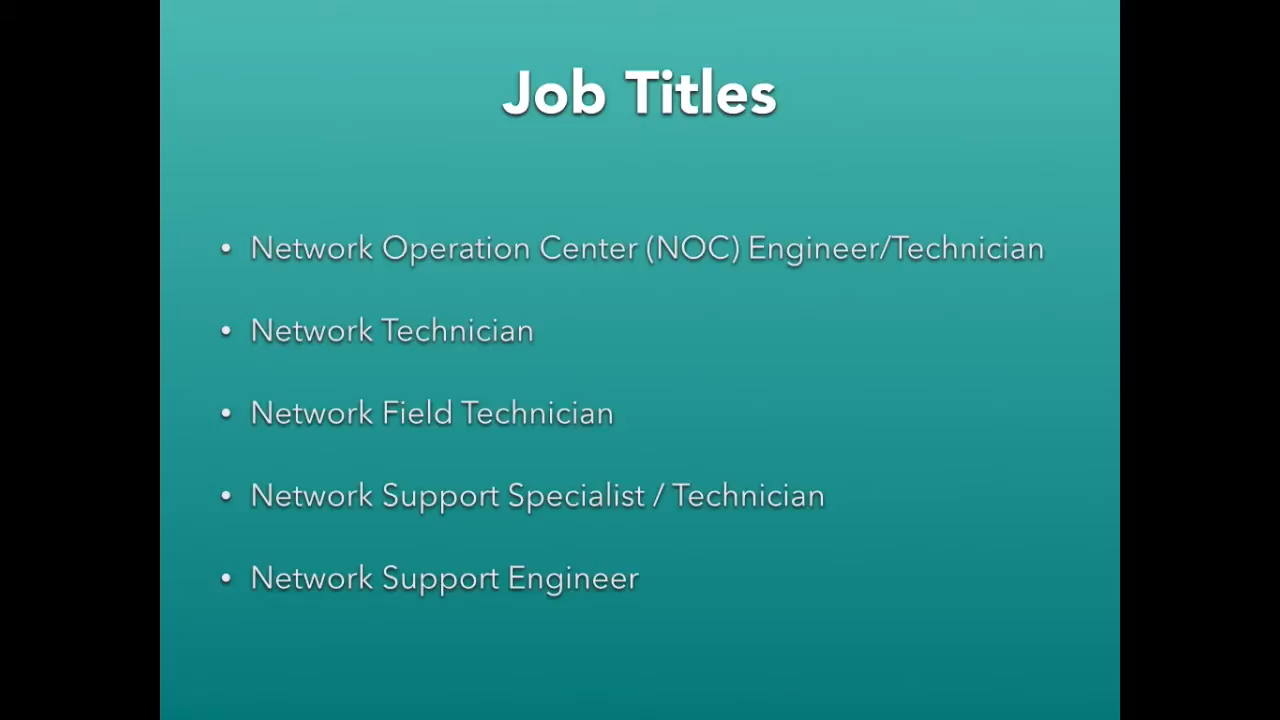 Job Titles
• Network Operation Center (NOC) Engineer/Technician
• Network Technician
• Network Field Technician
• Network Support Specialist / Technician
• Network Support Engineer